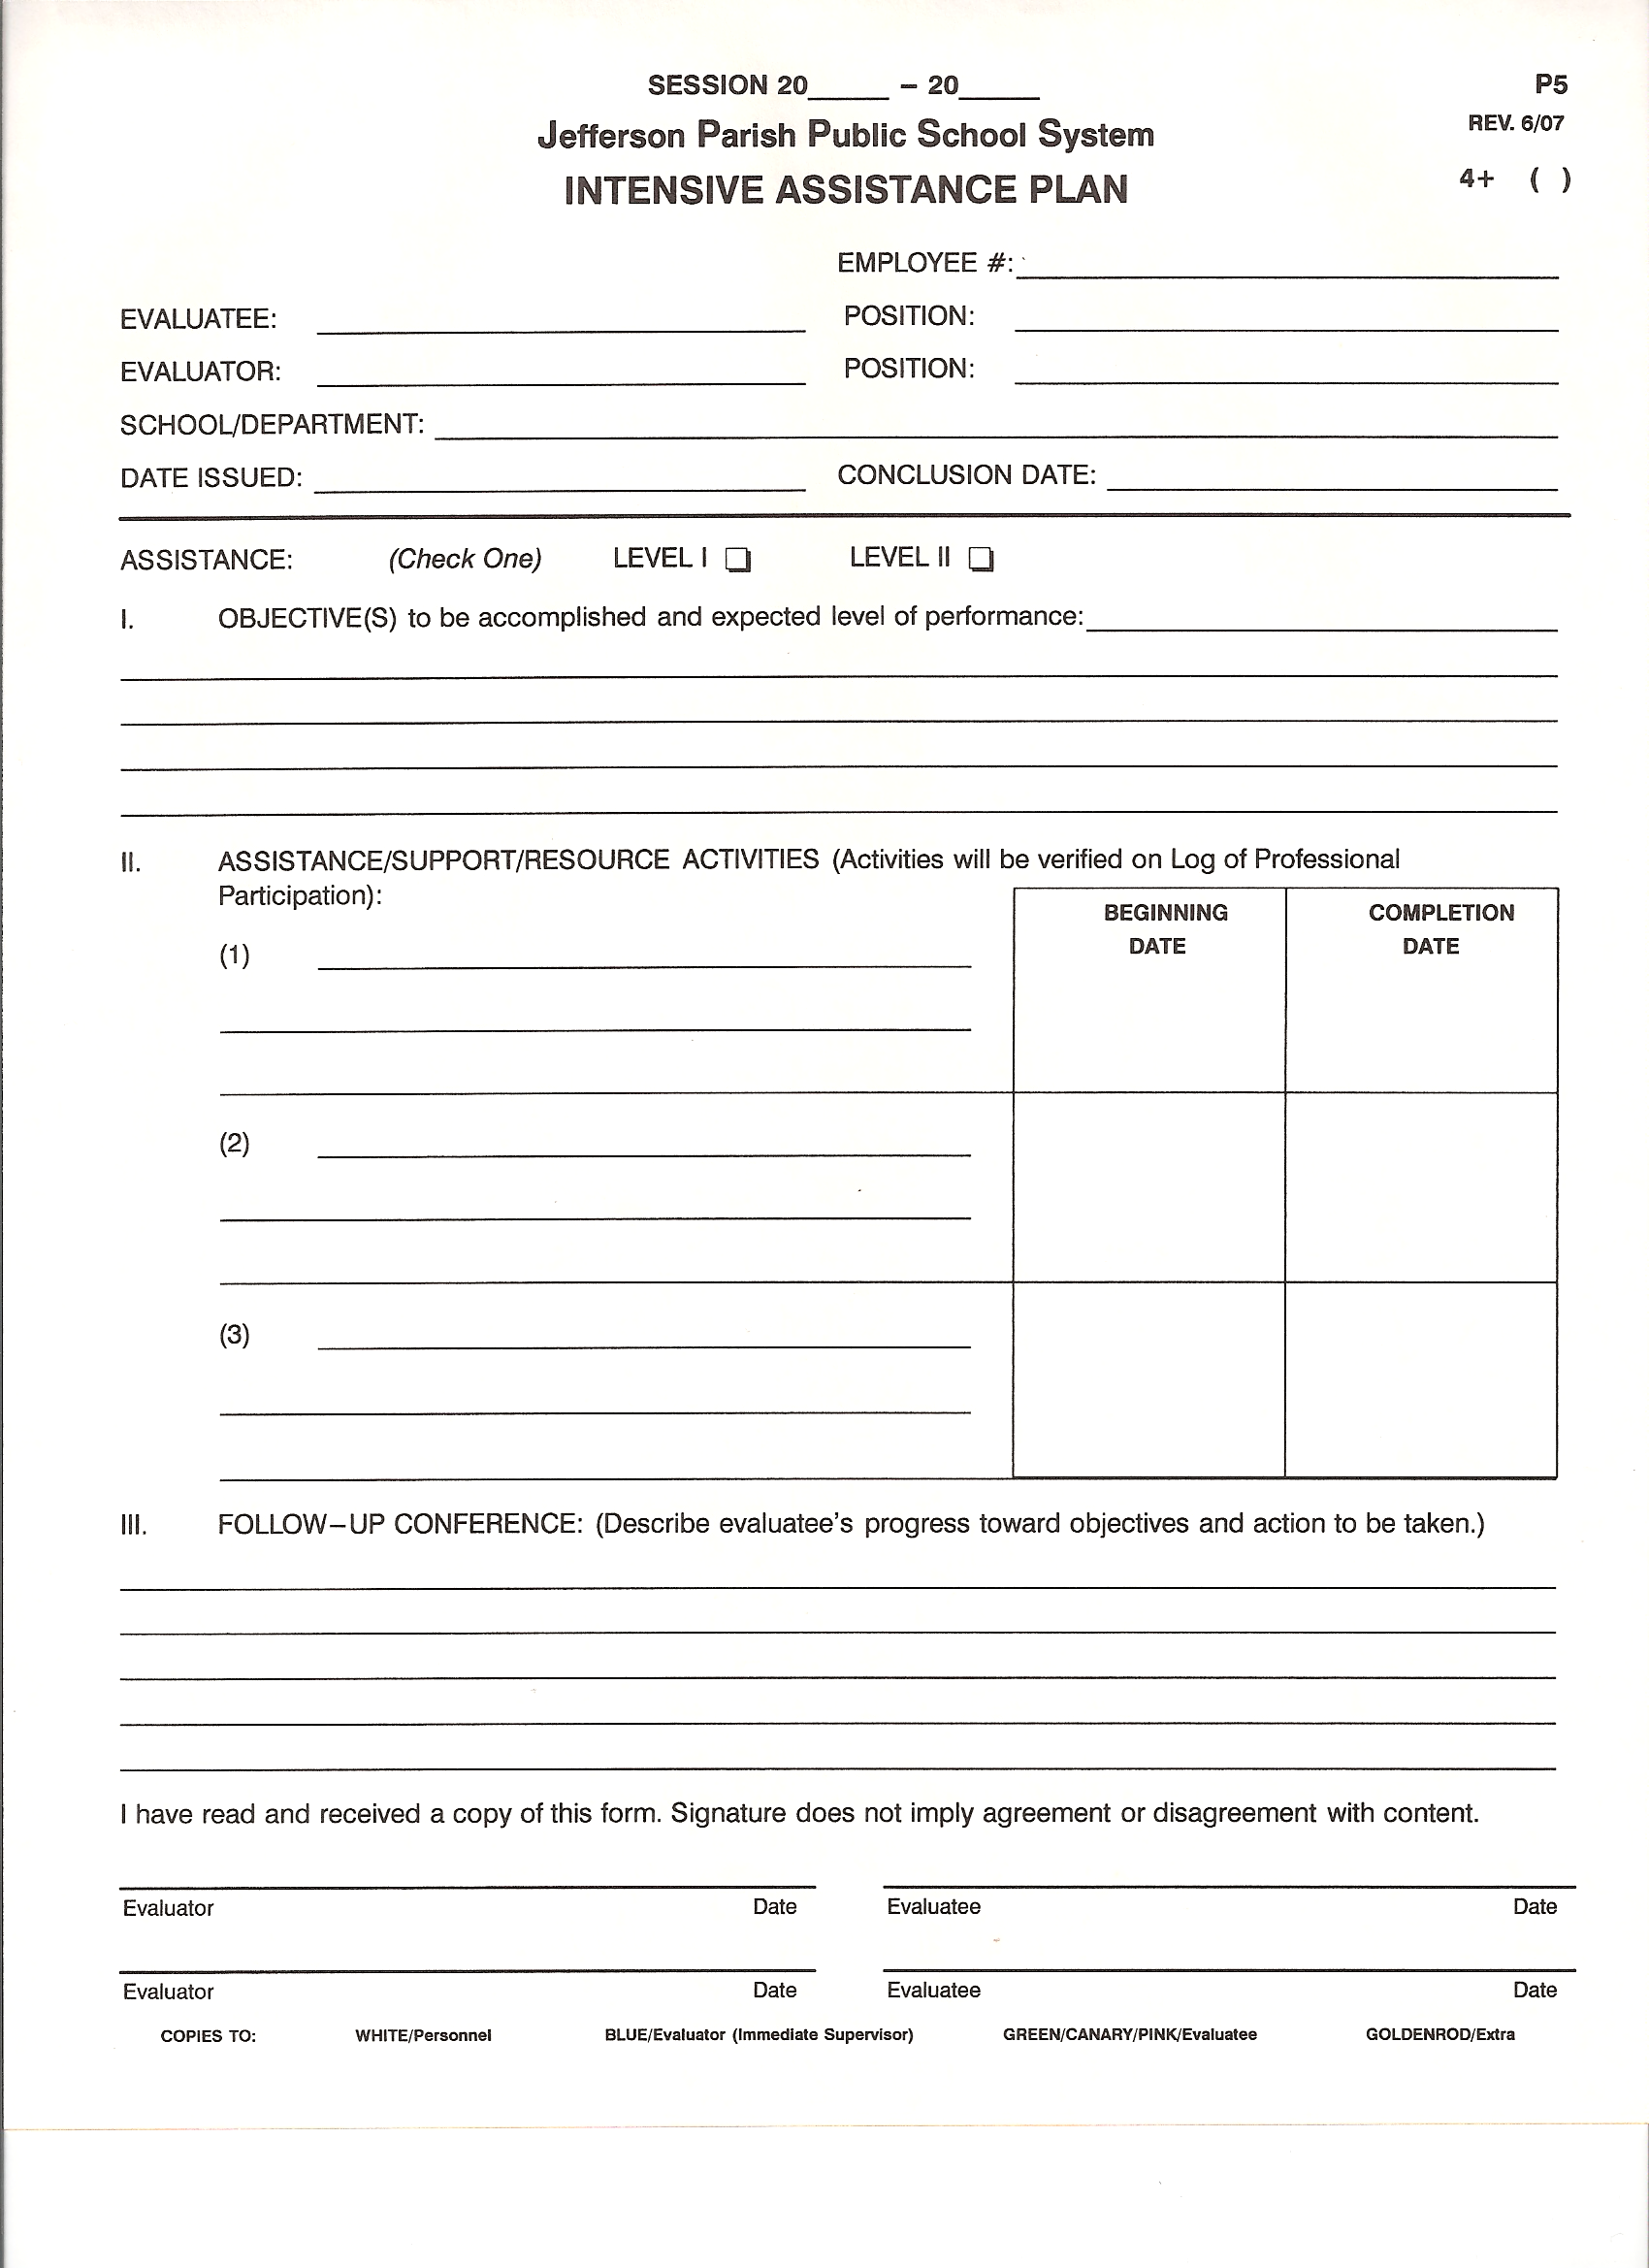 SESSION 20_____ – 20_____
P5
Jefferson Parish Public School System
REV. 6/07
INTENSIVE ASSISTANCE PLAN
4+ ( )
EMPLOYEE #:
EVALUATEE: POSITION:
EVALUATOR: POSITION:
SCHOOL/DEPARTMENT:
DATE ISSUED: CONCLUSION DATE:
ASSISTANCE: (Check One) LEVEL I ❏ LEVEL II ❏
I. OBJECTIVE(S) to be accomplished and expected level of performance:
II. ASSISTANCE/SUPPORT/RESOURCE ACTIVITIES (Activities will be verified on Log of Professional
Participation):
BEGINNING COMPLETION
DATE DATE
(1)
(2)
(3)
III. FOLLOW–UP CONFERENCE: (Describe evaluatee's progress toward objectives and action to be taken.)
I have read and received a copy of this form. Signature does not imply agreement or disagreement with content.
Evaluator Date Evaluatee Date
Evaluator Date Evaluatee Date
COPIES TO: WHITE/Personnel BLUE/Evaluator (Immediate Supervisor) GREEN/CANARY/PINK/Evaluatee GOLDENROD/Extra